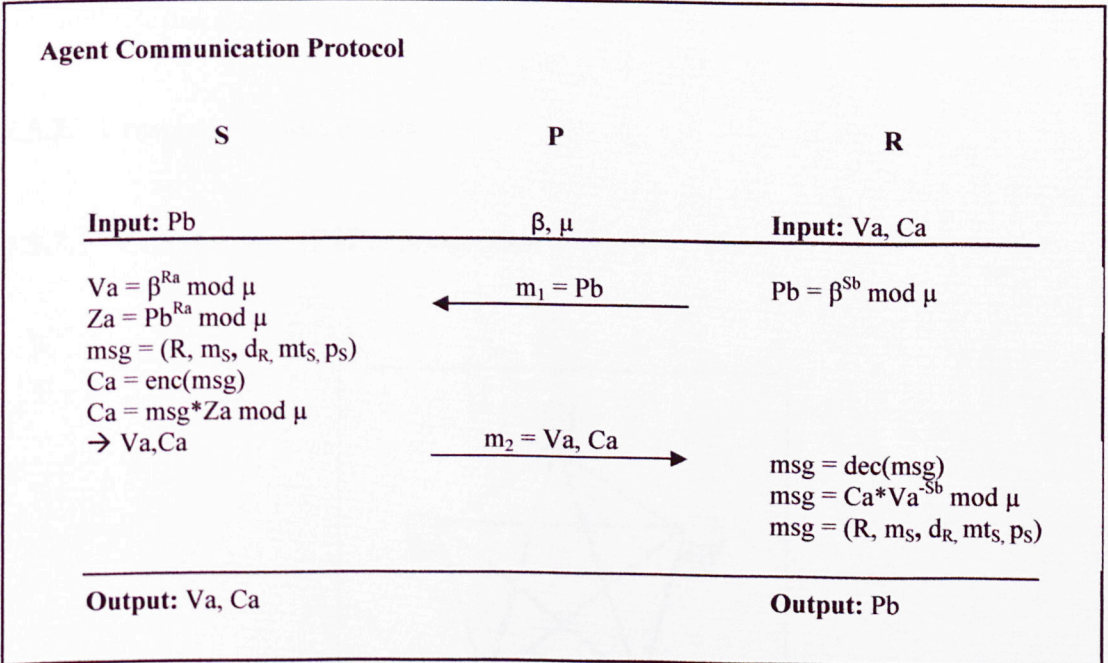 Agent Communication Protocol
S P R
Input: Pb β, μ Input: Va, Ca
Va = β^Ra mod μ m₁ = Pb Pb = β^Sb mod μ
Za = Pb^Ra mod μ
msg = (R, m_S, d_R, mt_S, p_S)
Ca = enc(msg)
Ca = msg*Za mod μ
→ Va,Ca m₂ = Va, Ca
msg = dec(msg)
msg = Ca*Va^-Sb mod μ
msg = (R, m_S, d_R, mt_S, p_S)
Output: Va, Ca Output: Pb